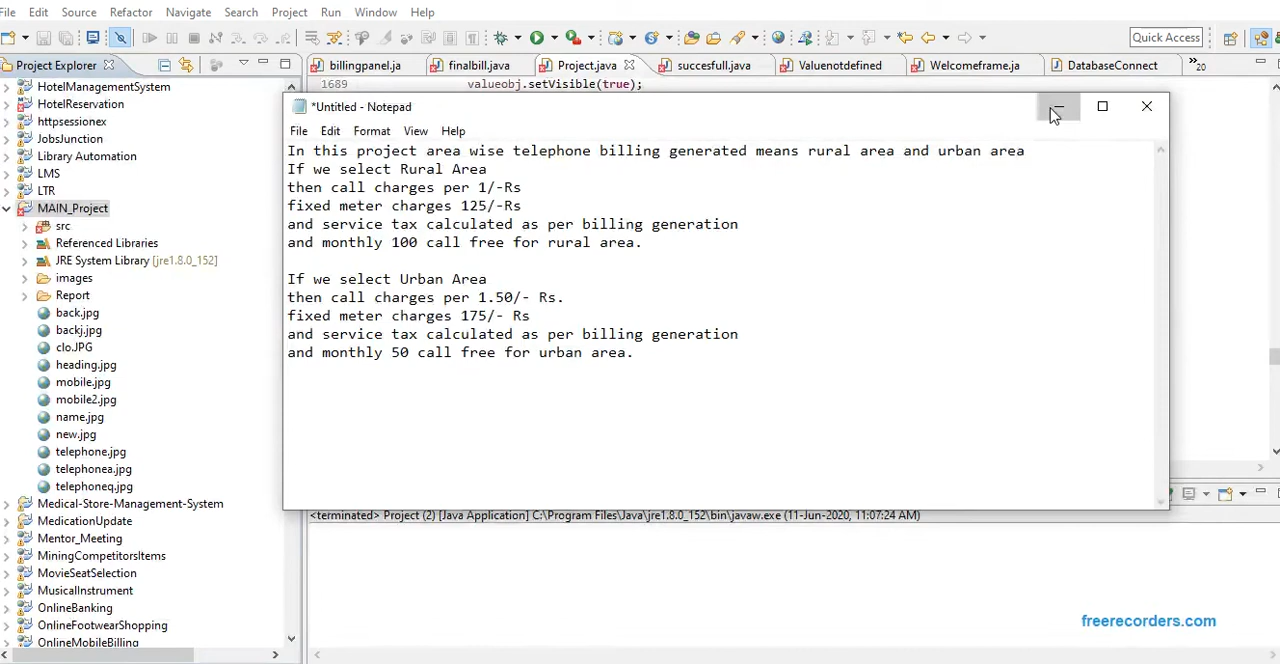 File Edit Source Refactor Navigate Search Project Run Window Help
Quick Access
Project Explorer
billingpanel.ja
finalbill.java
Project.java
succesfull.java
Valuenotdefined
Welcomeframe.ja
DatabaseConnect
»20
HotelManagementSystem
HotelReservation
httpsessionex
JobsJunction
Library Automation
LMS
LTR
MAIN_Project
src
Referenced Libraries
JRE System Library [jre1.8.0_152]
images
Report
back.jpg
backj.jpg
clo.JPG
heading.jpg
mobile.jpg
mobile2.jpg
name.jpg
new.jpg
telephone.jpg
telephonea.jpg
telephoneq.jpg
Medical-Store-Management-System
MedicationUpdate
Mentor_Meeting
MiningCompetitorsItems
MovieSeatSelection
MusicalInstrument
OnlineBanking
OnlineFootwearShopping
OnlineMobileBilling
1689 valueobj.setVisible(true);
*Untitled - Notepad
File Edit Format View Help
In this project area wise telephone billing generated means rural area and urban area
If we select Rural Area
then call charges per 1/-Rs
fixed meter charges 125/-Rs
and service tax calculated as per billing generation
and monthly 100 call free for rural area.
If we select Urban Area
then call charges per 1.50/- Rs.
fixed meter charges 175/- Rs
and service tax calculated as per billing generation
and monthly 50 call free for urban area.
<terminated> Project (2) [Java Application] C:\Program Files\Java\jre1.8.0_152\bin\javaw.exe (11-Jun-2020, 11:07:24 AM)
freerecorders.com